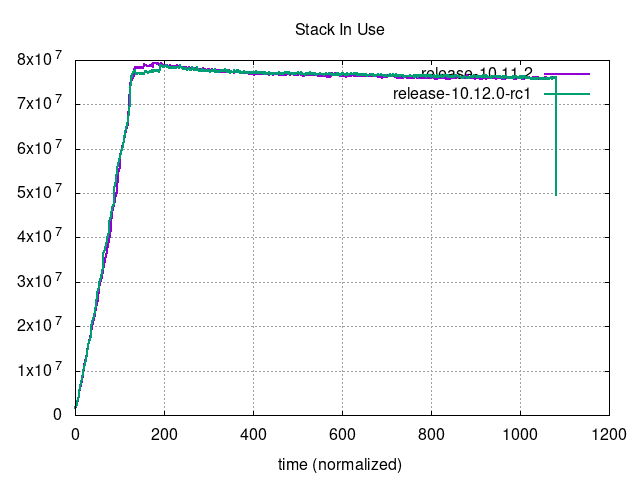 Stack In Use
8x10^7
7x10^7
6x10^7
5x10^7
4x10^7
3x10^7
2x10^7
1x10^7
0
release-10.11.2
release-10.12.0-rc1
0 200 400 600 800 1000 1200
time (normalized)